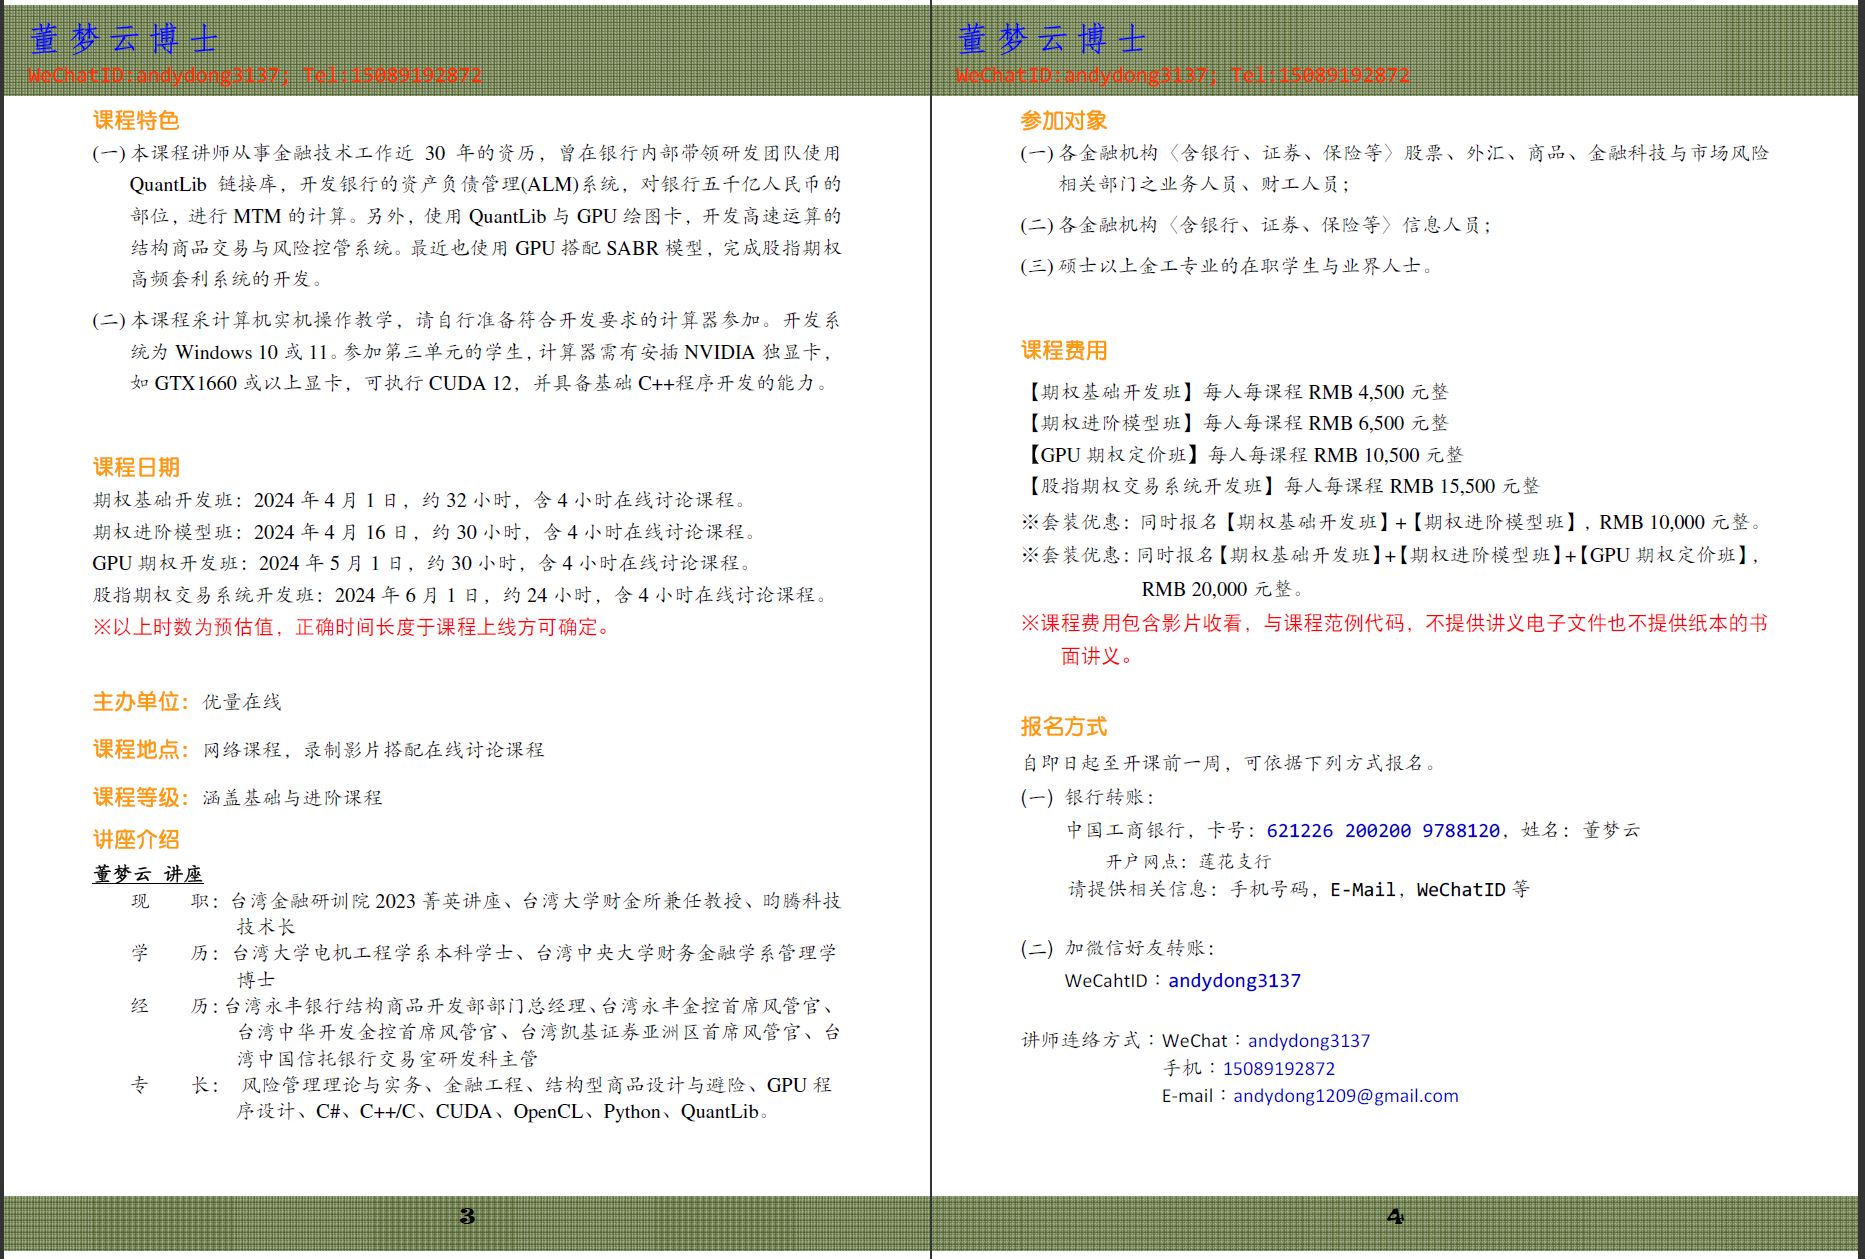 董梦云博士
WeChatID:andydong3137; Tel:15089192872
课程特色
(一) 本课程讲师从事金融技术工作近 30 年的资历，曾在银行内部带领研发团队使用
QuantLib 链接库，开发银行的资产负债管理(ALM)系统，对银行五千亿人民币的
部位，进行 MTM 的计算。另外，使用 QuantLib 与 GPU 绘图卡，开发高速运算的
结构商品交易与风险控管系统。最近也使用 GPU 搭配 SABR 模型，完成股指期权
高频套利系统的开发。
(二) 本课程采计算机实机操作教学，请自行准备符合开发要求的计算器参加。开发系
统为 Windows 10 或 11。参加第三单元的学生，计算器需有安插 NVIDIA 独显卡，
如 GTX1660 或以上显卡，可执行 CUDA 12，并具备基础 C++程序开发的能力。
课程日期
期权基础开发班：2024 年 4 月 1 日，约 32 小时，含 4 小时在线讨论课程。
期权进阶模型班：2024 年 4 月 16 日，约 30 小时，含 4 小时在线讨论课程。
GPU 期权开发班：2024 年 5 月 1 日，约 30 小时，含 4 小时在线讨论课程。
股指期权交易系统开发班：2024 年 6 月 1 日，约 24 小时，含 4 小时在线讨论课程。
※以上时数为预估值，正确时间长度于课程上线方可确定。
主办单位：优量在线
课程地点：网络课程，录制影片搭配在线讨论课程
课程等级：涵盖基础与进阶课程
讲座介绍
董梦云 讲座
现 职：台湾金融研训院 2023 菁英讲座、台湾大学财金所兼任教授、昀腾科技
技术长
学 历：台湾大学电机工程学系本科学士、台湾中央大学财务金融学系管理学
博士
经 历：台湾永丰银行结构商品开发部部门总经理、台湾永丰金控首席风管官、
台湾中华开发金控首席风管官、台湾凯基证券亚洲区首席风管官、台
湾中国信托银行交易室研发科主管
专 长： 风险管理理论与实务、金融工程、结构型商品设计与避险、GPU 程
序设计、C#、C++/C、CUDA、OpenCL、Python、QuantLib。
3
董梦云博士
WeChatID:andydong3137; Tel:15089192872
参加对象
(一) 各金融机构〈含银行、证券、保险等〉股票、外汇、商品、金融科技与市场风险
相关部门之业务人员、财工人员；
(二) 各金融机构〈含银行、证券、保险等〉信息人员；
(三) 硕士以上金工专业的在职学生与业界人士。
课程费用
【期权基础开发班】每人每课程 RMB 4,500 元整
【期权进阶模型班】每人每课程 RMB 6,500 元整
【GPU 期权定价班】每人每课程 RMB 10,500 元整
【股指期权交易系统开发班】每人每课程 RMB 15,500 元整
※套装优惠：同时报名【期权基础开发班】+【期权进阶模型班】，RMB 10,000 元整。
※套装优惠：同时报名【期权基础开发班】+【期权进阶模型班】+【GPU 期权定价班】，
RMB 20,000 元整。
※课程费用包含影片收看，与课程范例代码，不提供讲义电子文件也不提供纸本的书
面讲义。
报名方式
自即日起至开课前一周，可依据下列方式报名。
(一) 银行转账：
中国工商银行，卡号：621226 200200 9788120，姓名：董梦云
开户网点：莲花支行
请提供相关信息：手机号码，E-Mail，WeChatID 等
(二) 加微信好友转账：
WeCahtID：andydong3137
讲师连络方式：WeChat：andydong3137
手机：15089192872
E-mail：andydong1209@gmail.com
4